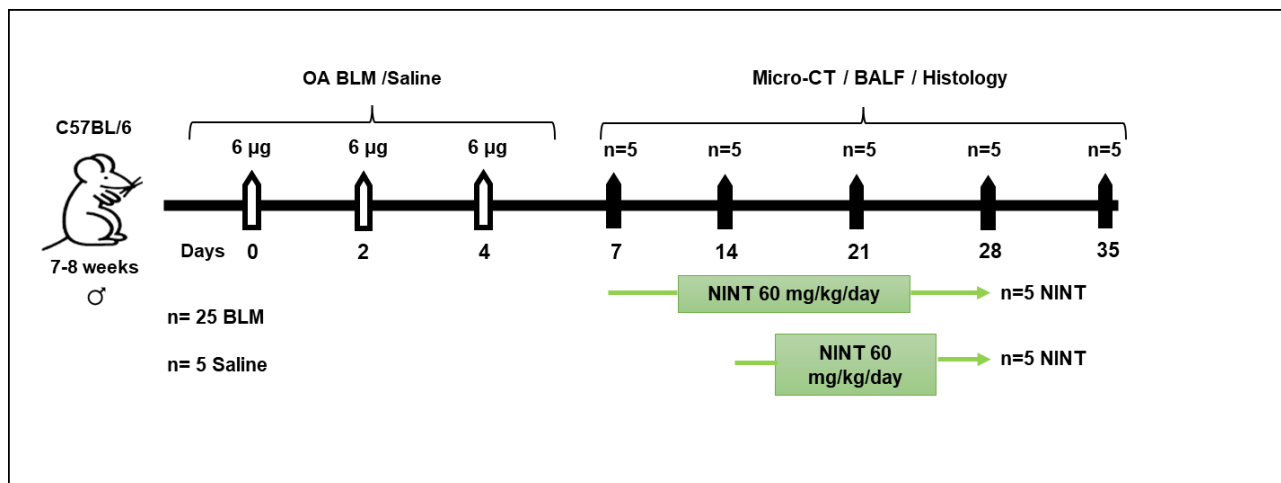 OA BLM /Saline
Micro-CT / BALF / Histology
C57BL/6
6 µg 6 µg 6 µg n=5 n=5 n=5 n=5 n=5
Days 0 2 4 7 14 21 28 35
7-8 weeks
♂
NINT 60 mg/kg/day
n=5 NINT
n= 25 BLM
NINT 60
mg/kg/day
n=5 NINT
n= 5 Saline